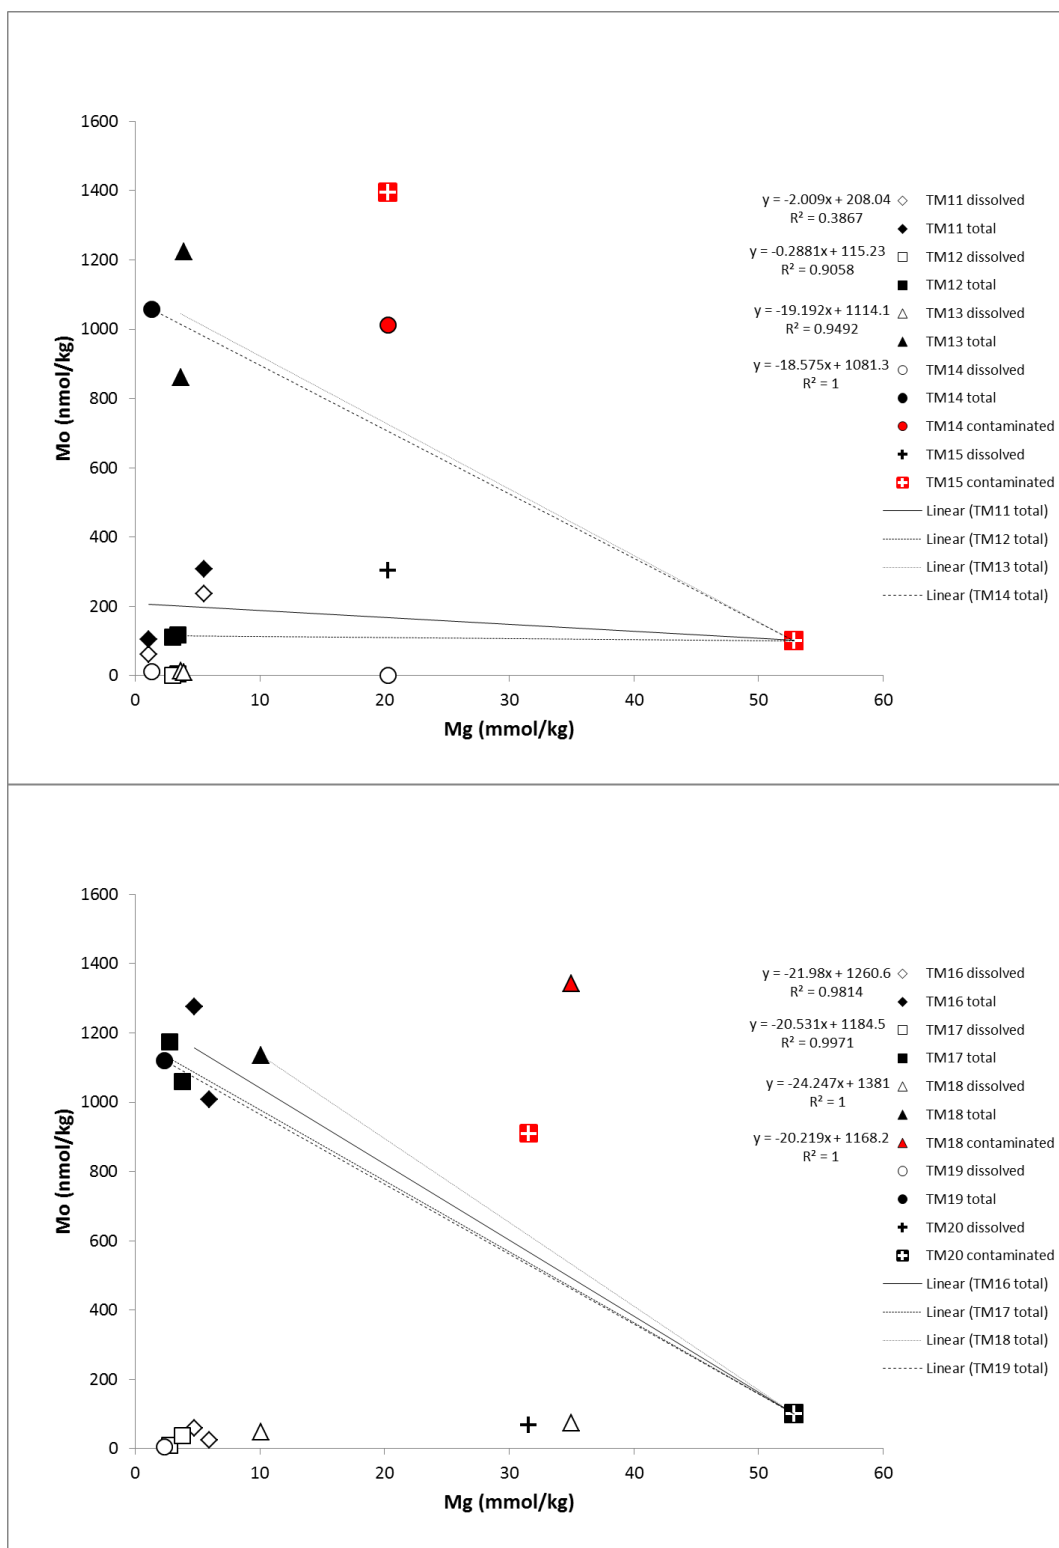 1600
1400
1200
1000
800
600
400
200
0
Mo (nmol/kg)
0 10 20 30 40 50 60
Mg (mmol/kg)
y = -2.009x + 208.04
R² = 0.3867
y = -0.2881x + 115.23
R² = 0.9058
y = -19.192x + 1114.1
R² = 0.9492
y = -18.575x + 1081.3
R² = 1
TM11 dissolved
TM11 total
TM12 dissolved
TM12 total
TM13 dissolved
TM13 total
TM14 dissolved
TM14 total
TM14 contaminated
TM15 dissolved
TM15 contaminated
Linear (TM11 total)
Linear (TM12 total)
Linear (TM13 total)
Linear (TM14 total)
1600
1400
1200
1000
800
600
400
200
0
Mo (nmol/kg)
0 10 20 30 40 50 60
Mg (mmol/kg)
y = -21.98x + 1260.6
R² = 0.9814
y = -20.531x + 1184.5
R² = 0.9971
y = -24.247x + 1381
R² = 1
y = -20.219x + 1168.2
R² = 1
TM16 dissolved
TM16 total
TM17 dissolved
TM17 total
TM18 dissolved
TM18 total
TM18 contaminated
TM19 dissolved
TM19 total
TM20 dissolved
TM20 contaminated
Linear (TM16 total)
Linear (TM17 total)
Linear (TM18 total)
Linear (TM19 total)